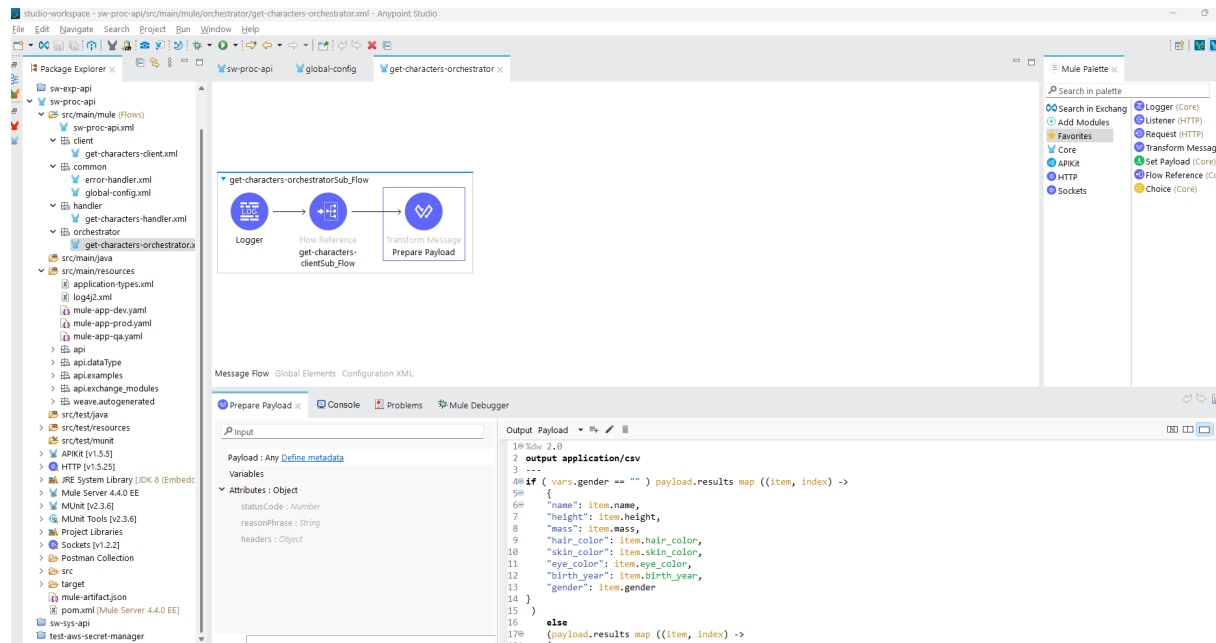 studio-workspace - sw-proc-api/src/main/mule/orchestrator/get-characters-orchestrator.xml - Anypoint Studio
File Edit Navigate Search Project Run Window Help
Package Explorer
sw-exp-api
sw-proc-api
src/main/mule (Flows)
sw-proc-api.xml
client
get-characters-client.xml
common
error-handler.xml
global-config.xml
handler
get-characters-handler.xml
orchestrator
get-characters-orchestrator.x
src/main/java
src/main/resources
application-types.xml
log4j2.xml
mule-app-dev.yaml
mule-app-prod.yaml
mule-app-qa.yaml
api
api.dataType
api.examples
api.exchange_modules
weave.autogenerated
src/test/java
src/test/resources
src/test/munit
APIKit [v1.5.5]
HTTP [v1.5.25]
JRE System Library [JDK 8 (Embedc
Mule Server 4.4.0 EE
MUnit [v2.3.6]
MUnit Tools [v2.3.6]
Project Libraries
Sockets [v1.2.2]
Postman Collection
src
target
mule-artifact.json
pom.xml [Mule Server 4.4.0 EE]
sw-sys-api
test-aws-secret-manager
sw-proc-api global-config get-characters-orchestrator
get-characters-orchestratorSub_Flow
LOG
Logger
Flow Reference
get-characters-
clientSub_Flow
Transform Message
Prepare Payload
Message Flow Global Elements Configuration XML
Mule Palette
Search in palette
Search in Exchang
Add Modules
Favorites
Core
APIKit
HTTP
Sockets
Logger (Core)
Listener (HTTP)
Request (HTTP)
Transform Messag
Set Payload (Core)
Flow Reference (Co
Choice (Core)
Prepare Payload Console Problems Mule Debugger
Input
Payload : Any Define metadata
Variables
Attributes : Object
statusCode : Number
reasonPhrase : String
headers : Object
Output Payload
1 %dw 2.0
2 output application/csv
3 ---
4 if ( vars.gender == "" ) payload.results map ((item, index) ->
5 {
6 "name": item.name,
7 "height": item.height,
8 "mass": item.mass,
9 "hair_color": item.hair_color,
10 "skin_color": item.skin_color,
11 "eye_color": item.eye_color,
12 "birth_year": item.birth_year,
13 "gender": item.gender
14 }
15 )
16 else
17 (payload.results map ((item, index) ->